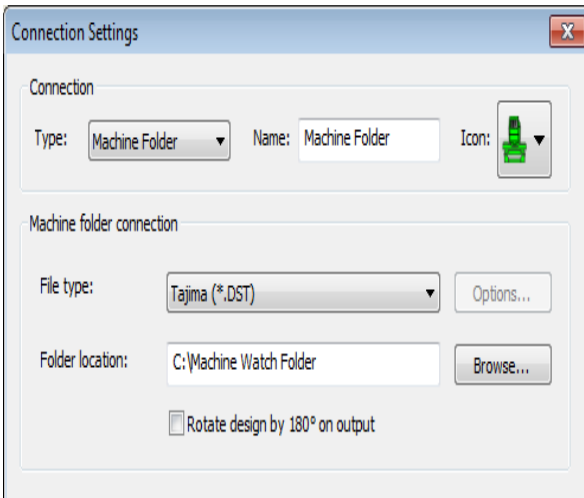 Connection Settings
Connection
Type: Machine Folder Name: Machine Folder Icon:
Machine folder connection
File type: Tajima (*.DST) Options...
Folder location: C:\Machine Watch Folder Browse...
Rotate design by 180° on output